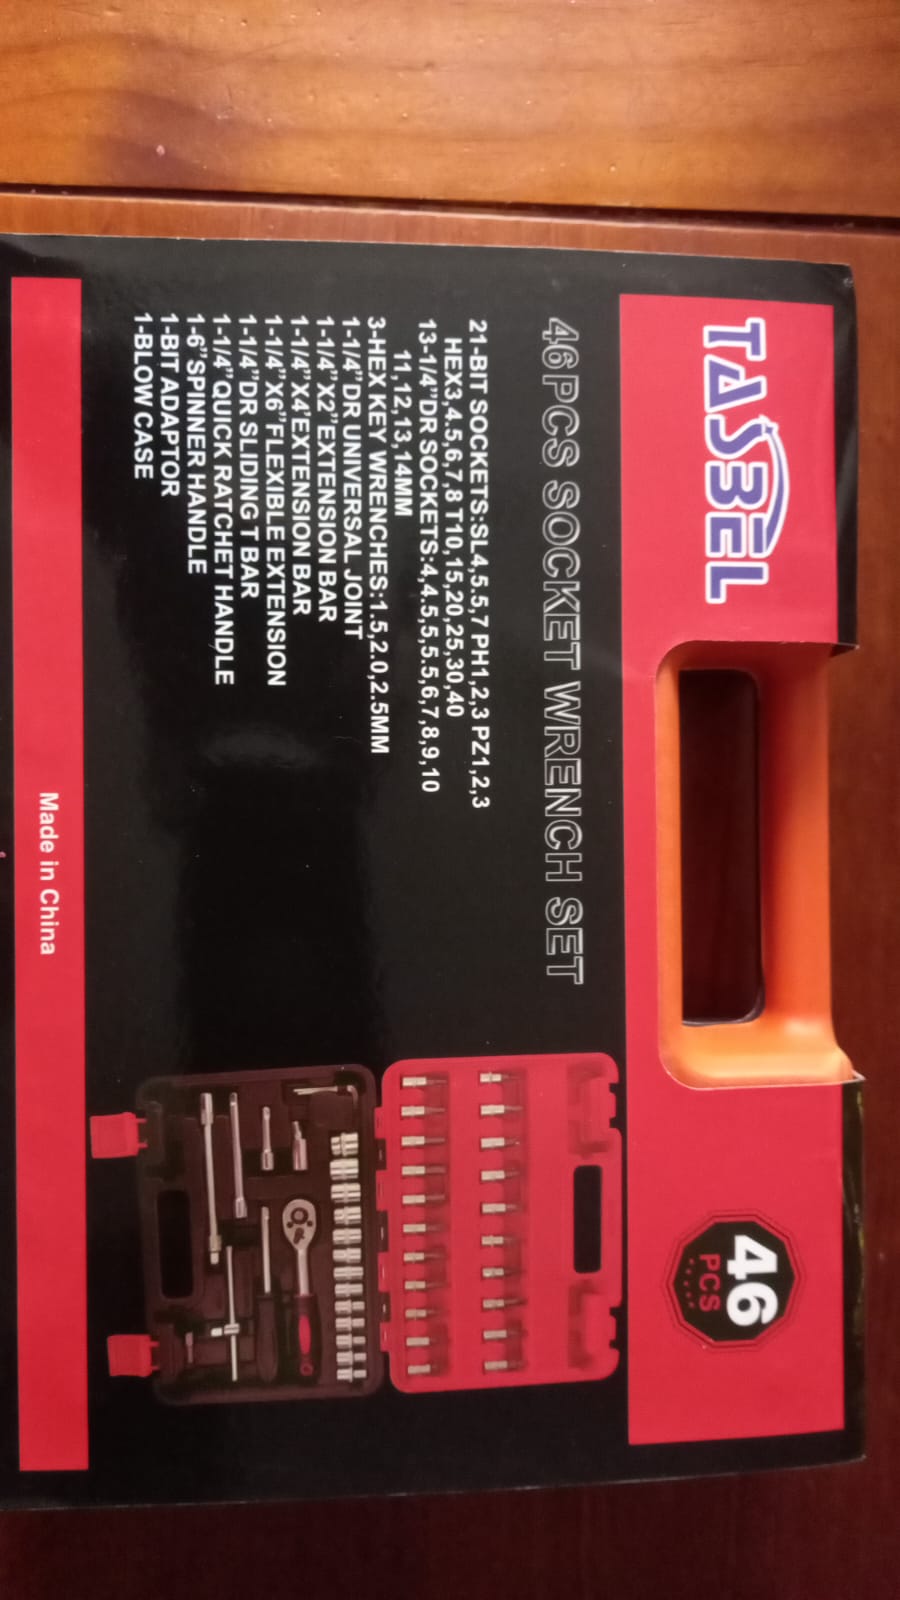 TASBEL
46
PCS
46PCS SOCKET WRENCH SET
21-BIT SOCKETS:SL4,5.5,7 PH1,2,3 PZ1,2,3
HEX3,4.5,6,7,8 T10,15,20,25,30,40
13-1/4”DR SOCKETS:4,4.5,5,5.5,6,7,8,9,10
11,12,13,14MM
3-HEX KEY WRENCHES:1.5,2.0,2.5MM
1-1/4”DR UNIVERSAL JOINT
1-1/4”X2”EXTENSION BAR
1-1/4”X4’EXTENSION BAR
1-1/4”X6”FLEXIBLE EXTENSION
1-1/4”DR SLIDING T BAR
1-1/4”QUICK RATCHET HANDLE
1-6”SPINNER HANDLE
1-BIT ADAPTOR
1-BLOW CASE
Made in China